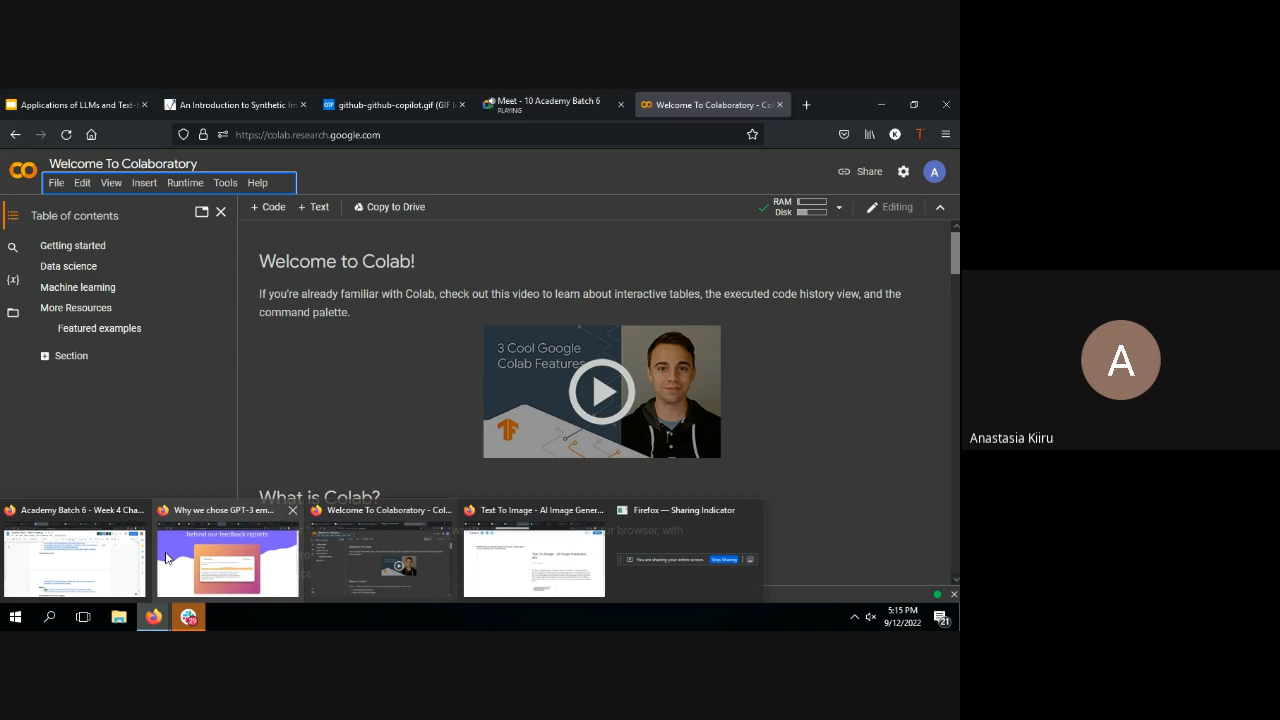 Applications of LLMs and Text-
An Introduction to Synthetic Im
github-github-copilot.gif (GIF I
Meet - 10 Academy Batch 6
PLAYING
Welcome To Colaboratory - Co
https://colab.research.google.com
K
T
Welcome To Colaboratory
File Edit View Insert Runtime Tools Help
Share
A
Table of contents
+ Code + Text Copy to Drive
RAM
Disk
Editing
Getting started
Data science
Machine learning
More Resources
Featured examples
Section
{x}
Welcome to Colab!
If you're already familiar with Colab, check out this video to learn about interactive tables, the executed code history view, and the
command palette.
3 Cool Google
Colab Features
What is Colab?
browser, with
A
Anastasia Kiiru
Academy Batch 6 - Week 4 Cha...
Why we chose GPT-3 em...
Welcome To Colaboratory - Col...
Text To Image - AI Image Gener...
Firefox — Sharing Indicator
behind our feedback reports
You are sharing your entire screen.
Stop Sharing
29
5:15 PM
9/12/2022
21